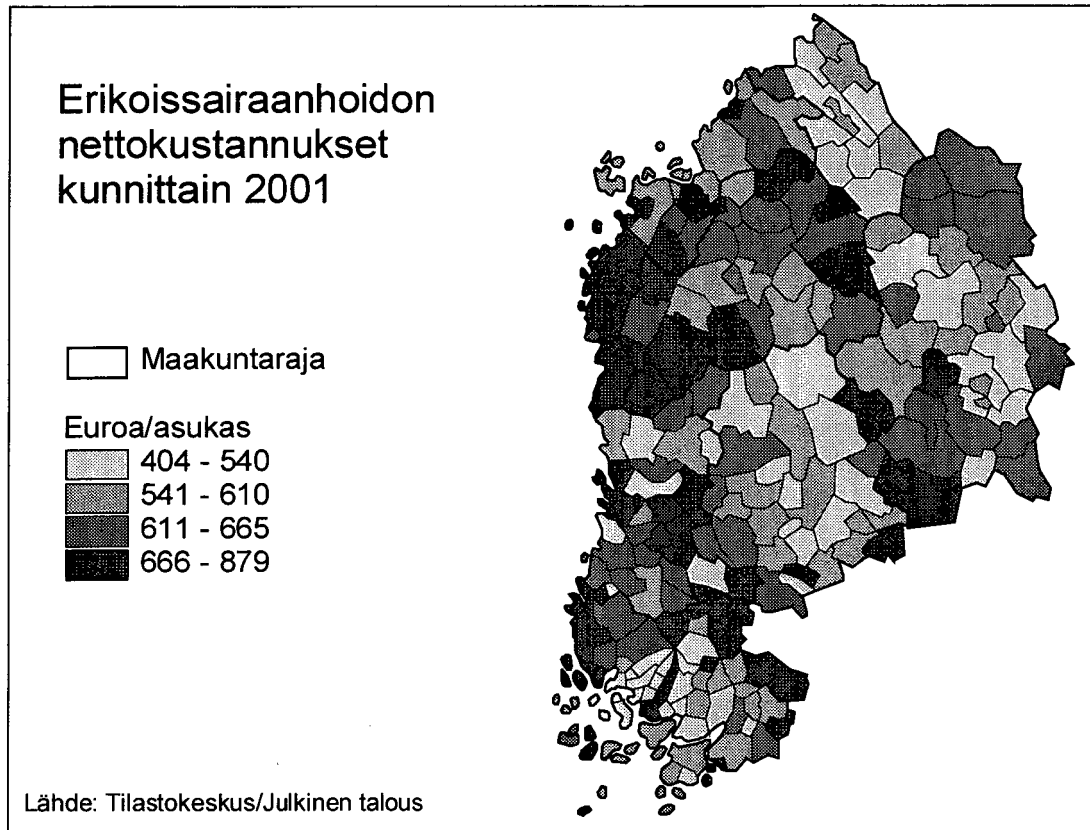 Erikoissairaanhoidon
nettokustannukset
kunnittain 2001
Maakuntaraja
Euroa/asukas
404 - 540
541 - 610
611 - 665
666 - 879
Lähde: Tilastokeskus/Julkinen talous